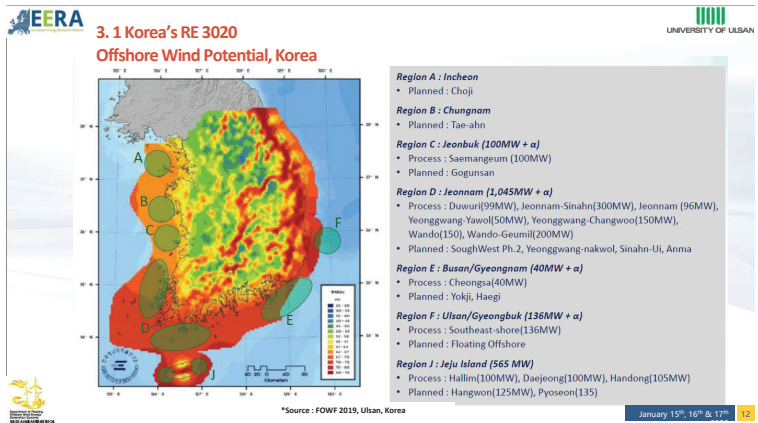 EERA
3. 1 Korea's RE 3020
Offshore Wind Potential, Korea
UNIVERSITY OF ULSAN
Region A : Incheon
• Planned : Choji
Region B : Chungnam
• Planned : Tae-ahn
Region C : Jeonbuk (100MW + α)
• Process : Saemangeum (100MW)
• Planned : Gogunsan
Region D : Jeonnam (1,045MW + α)
• Process : Duwuri(99MW), Jeonnam-Sinahn(300MW), Jeonnam (96MW),
Yeonggwang-Yawol(50MW), Yeonggwang-Changwoo(150MW),
Wando(150), Wando-Geumil(200MW)
• Planned : SoughWest Ph.2, Yeonggwang-nakwol, Sinahn-Ui, Anma
Region E : Busan/Gyeongnam (40MW + α)
• Process : Cheongsa(40MW)
• Planned : Yokji, Haegi
Region F : Ulsan/Gyeongbuk (136MW + α)
• Process : Southeast-shore(136MW)
• Planned : Floating Offshore
Region J : Jeju Island (565 MW)
• Process : Hallim(100MW), Daejeong(100MW), Handong(105MW)
• Planned : Hangwon(125MW), Pyoseon(135)
A
B
C
D
E
F
J
Kilometers
*Source : FOWF 2019, Ulsan, Korea
January 15th, 16th & 17th
12